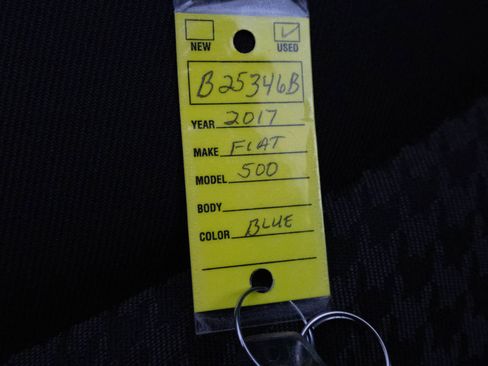 NEW USED
B25346B
YEAR 2017
MAKE FIAT
MODEL 500
BODY
COLOR BLUE